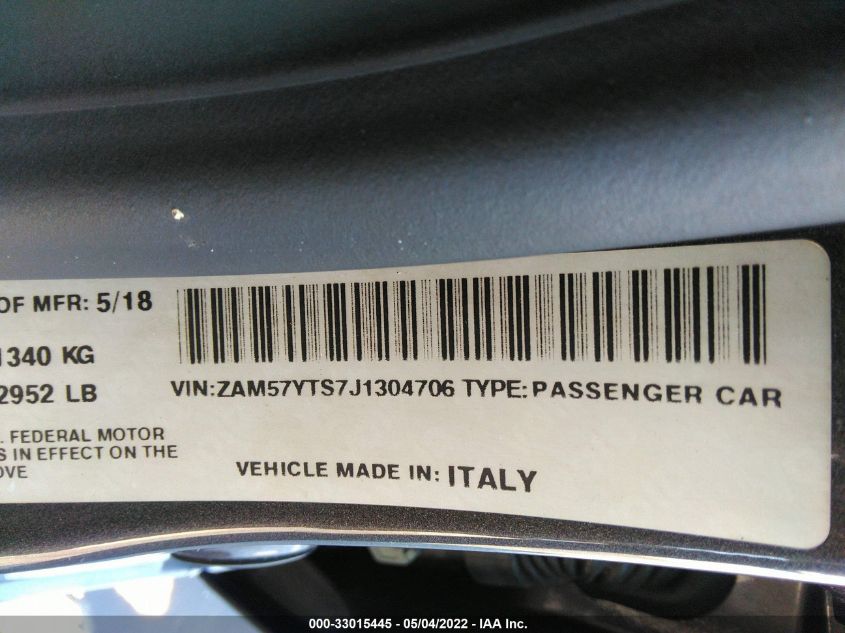 OF MFR: 5/18
1340 KG
2952 LB
VIN:ZAM57YTS7J1304706 TYPE:PASSENGER CAR
. FEDERAL MOTOR
S IN EFFECT ON THE
OVE
VEHICLE MADE IN: ITALY
000-33015445 - 05/04/2022 - IAA Inc.